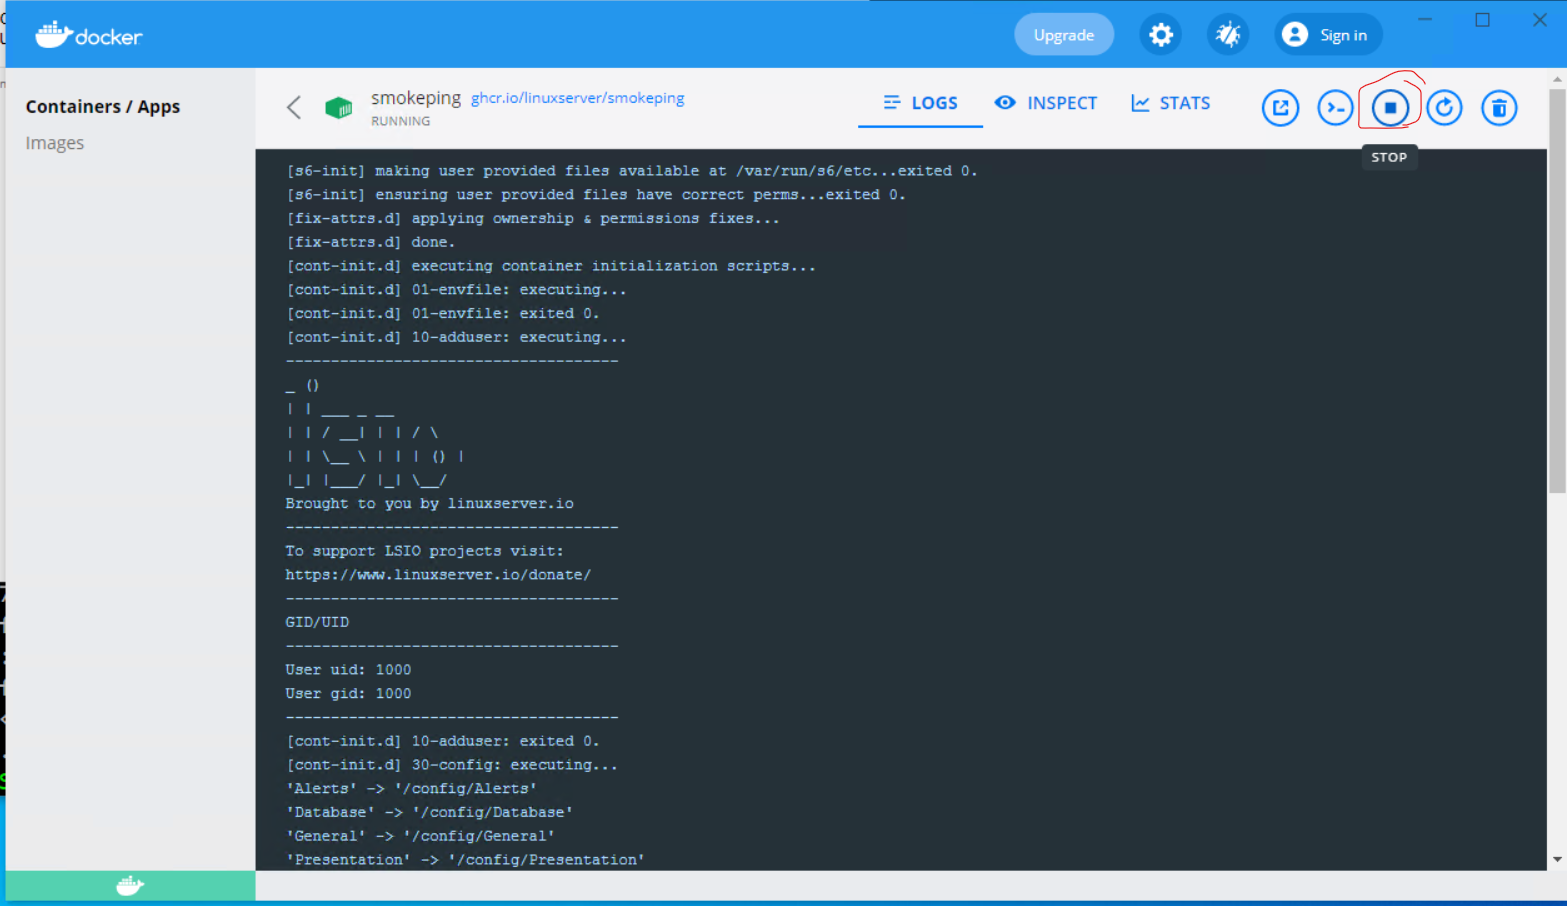 docker
Upgrade
Sign in
Containers / Apps
Images
smokeping ghcr.io/linuxserver/smokeping
RUNNING
LOGS INSPECT STATS
STOP
[s6-init] making user provided files available at /var/run/s6/etc...exited 0.
[s6-init] ensuring user provided files have correct perms...exited 0.
[fix-attrs.d] applying ownership & permissions fixes...
[fix-attrs.d] done.
[cont-init.d] executing container initialization scripts...
[cont-init.d] 01-envfile: executing...
[cont-init.d] 01-envfile: exited 0.
[cont-init.d] 10-adduser: executing...
-------------------------------------
_ ()
| | ___ _ __
| | / __| | | / \
| | \__ \ | | | () |
|_| |___/ |_| \__/
Brought to you by linuxserver.io
-------------------------------------
To support LSIO projects visit:
https://www.linuxserver.io/donate/
-------------------------------------
GID/UID
-------------------------------------
User uid: 1000
User gid: 1000
-------------------------------------
[cont-init.d] 10-adduser: exited 0.
[cont-init.d] 30-config: executing...
'Alerts' -> '/config/Alerts'
'Database' -> '/config/Database'
'General' -> '/config/General'
'Presentation' -> '/config/Presentation'